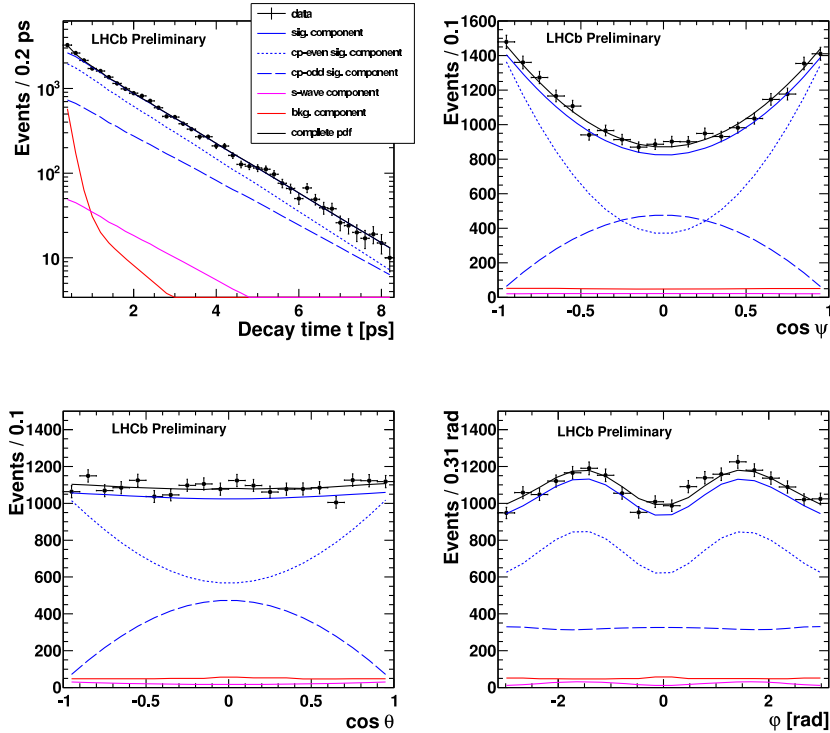 LHCb Preliminary
data
sig. component
cp-even sig. component
cp-odd sig. component
s-wave component
bkg. component
complete pdf
Events / 0.2 ps
10³
10²
10
2 4 6 8
Decay time t [ps]
LHCb Preliminary
Events / 0.1
1600
1400
1200
1000
800
600
400
200
0
-1 -0.5 0 0.5 1
cos ψ
LHCb Preliminary
Events / 0.1
1400
1200
1000
800
600
400
200
0
-1 -0.5 0 0.5 1
cos θ
LHCb Preliminary
Events / 0.31 rad
1400
1200
1000
800
600
400
200
0
-2 0 2
φ [rad]